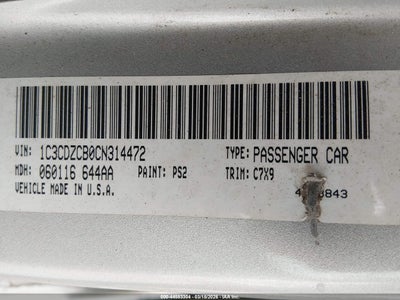 VIN: 1C3CDZCB0CN314472 TYPE: PASSENGER CAR
MDH: 060116 644AA PAINT: PS2 TRIM: C7X9
VEHICLE MADE IN U.S.A.